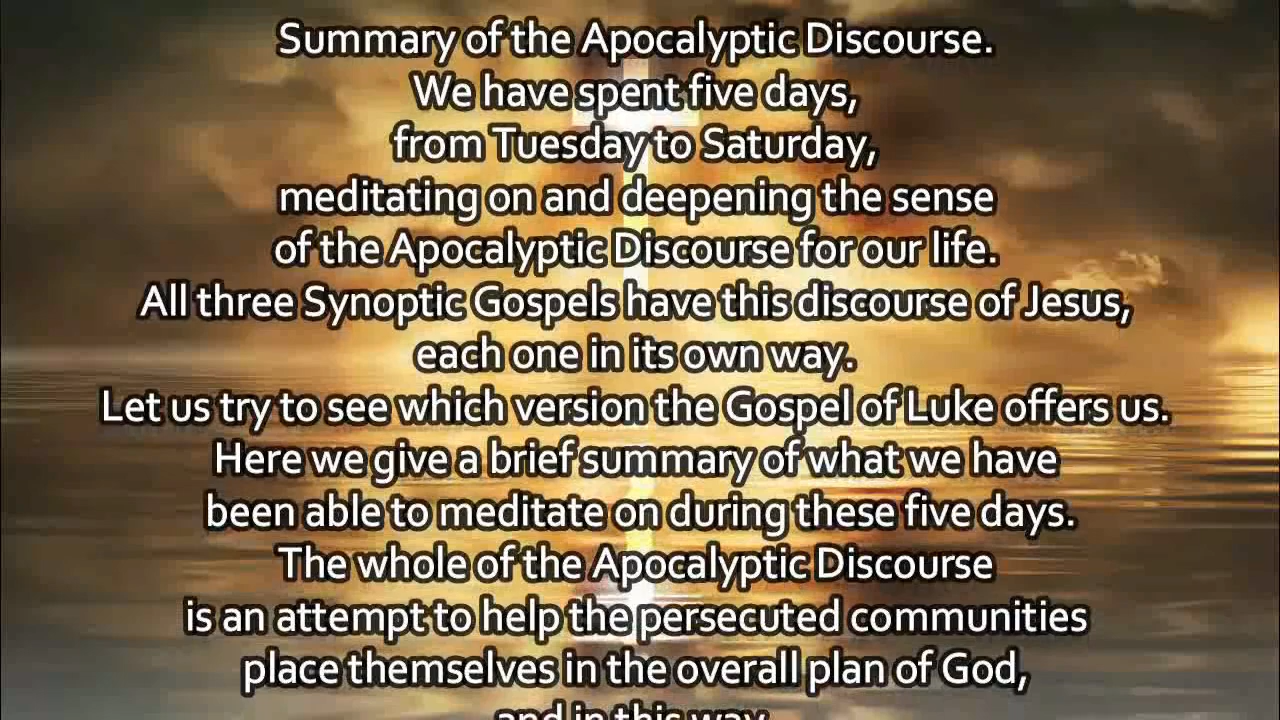 Summary of the Apocalyptic Discourse.
We have spent five days,
from Tuesday to Saturday,
meditating on and deepening the sense
of the Apocalyptic Discourse for our life.
All three Synoptic Gospels have this discourse of Jesus,
each one in its own way.
Let us try to see which version the Gospel of Luke offers us.
Here we give a brief summary of what we have
been able to meditate on during these five days.
The whole of the Apocalyptic Discourse
is an attempt to help the persecuted communities
place themselves in the overall plan of God,
and in this way